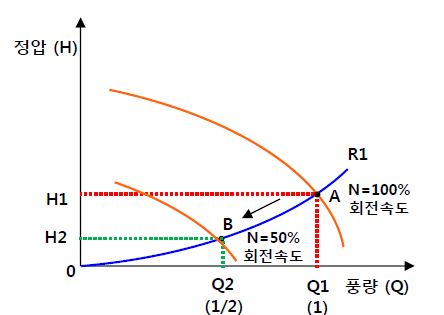 정압 (H)
R1
H1
A
N=100%
회전속도
B
H2
N=50%
회전속도
0
Q2
(1/2)
Q1
(1)
풍량 (Q)